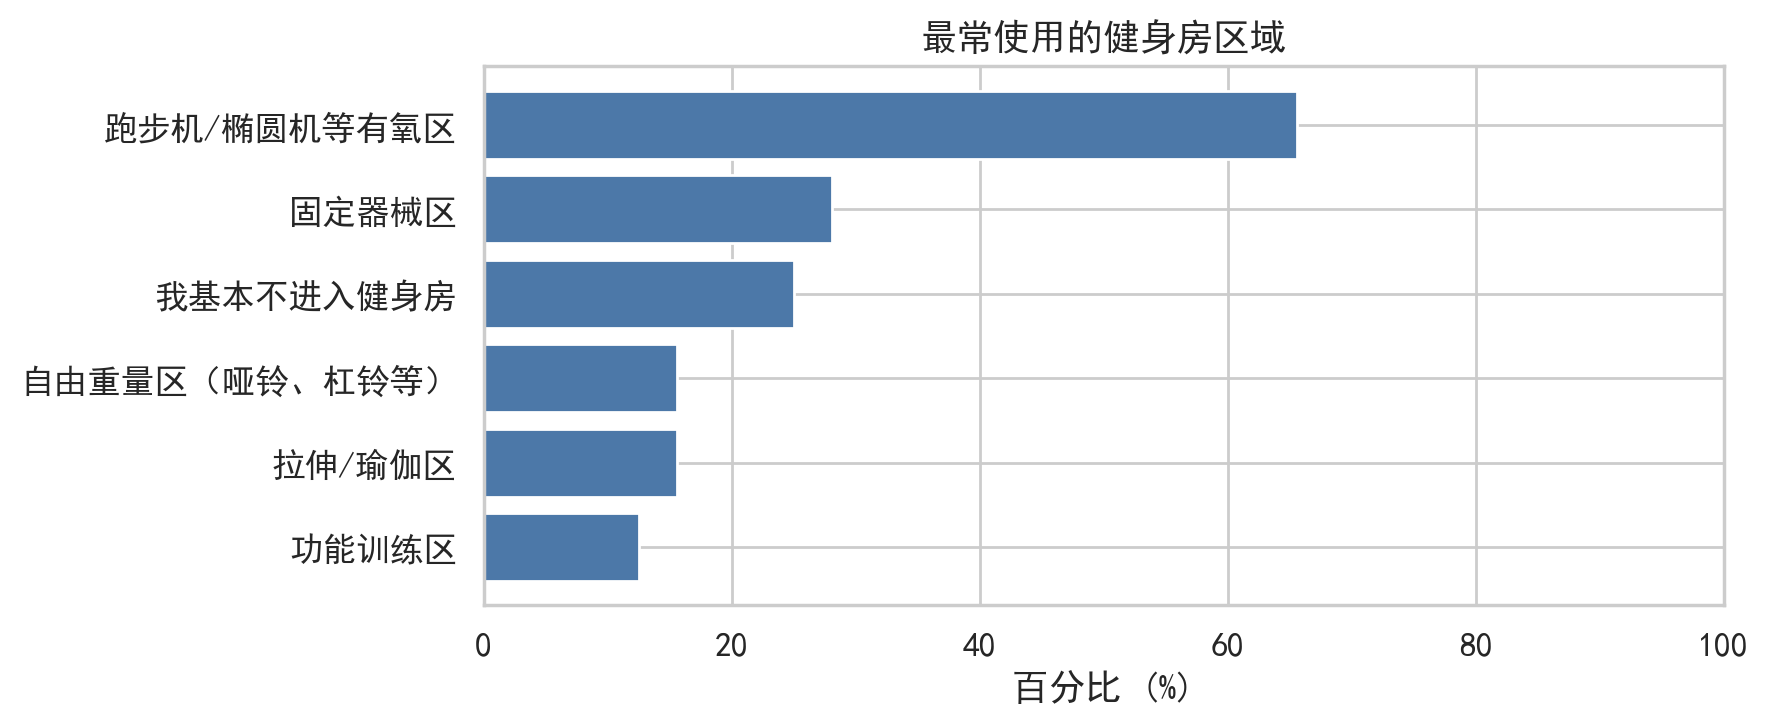 最常使用的健身房区域
跑步机/椭圆机等有氧区
固定器械区
我基本不进入健身房
自由重量区（哑铃、杠铃等）
拉伸/瑜伽区
功能训练区
0 20 40 60 80 100
百分比 (%)